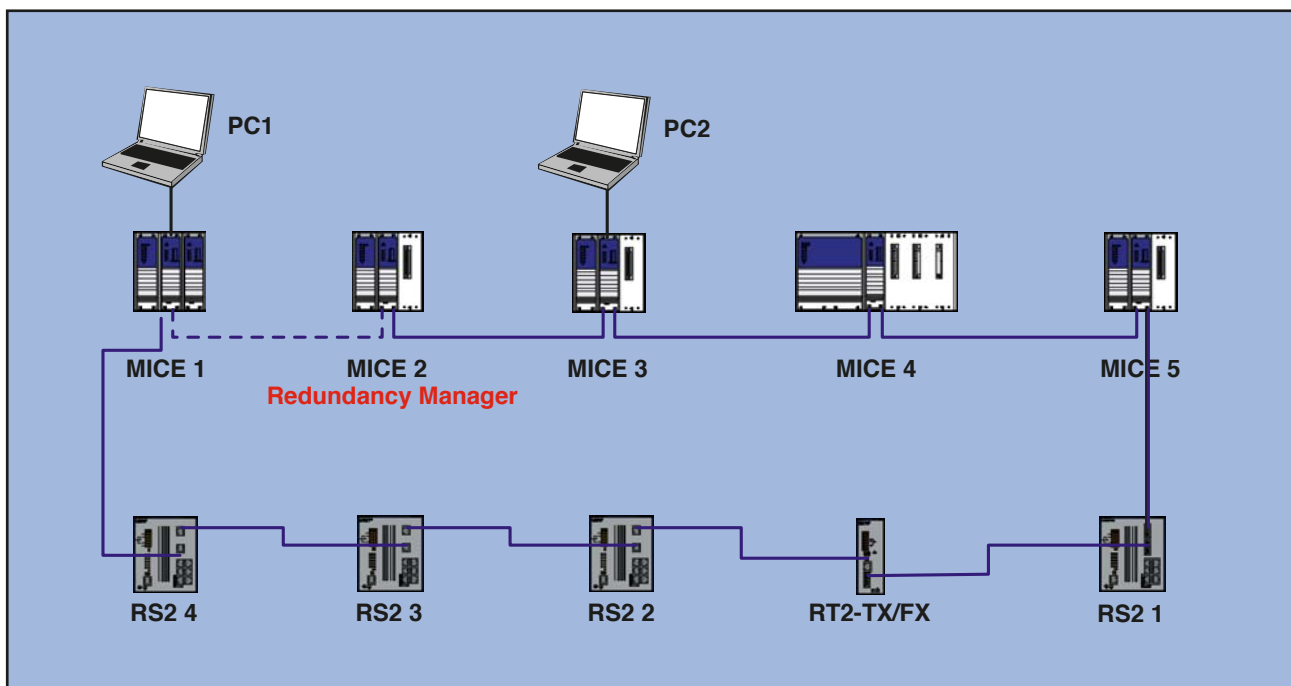 PC1
PC2
MICE 1
MICE 2
MICE 3
MICE 4
MICE 5
Redundancy Manager
RS2 4
RS2 3
RS2 2
RT2-TX/FX
RS2 1